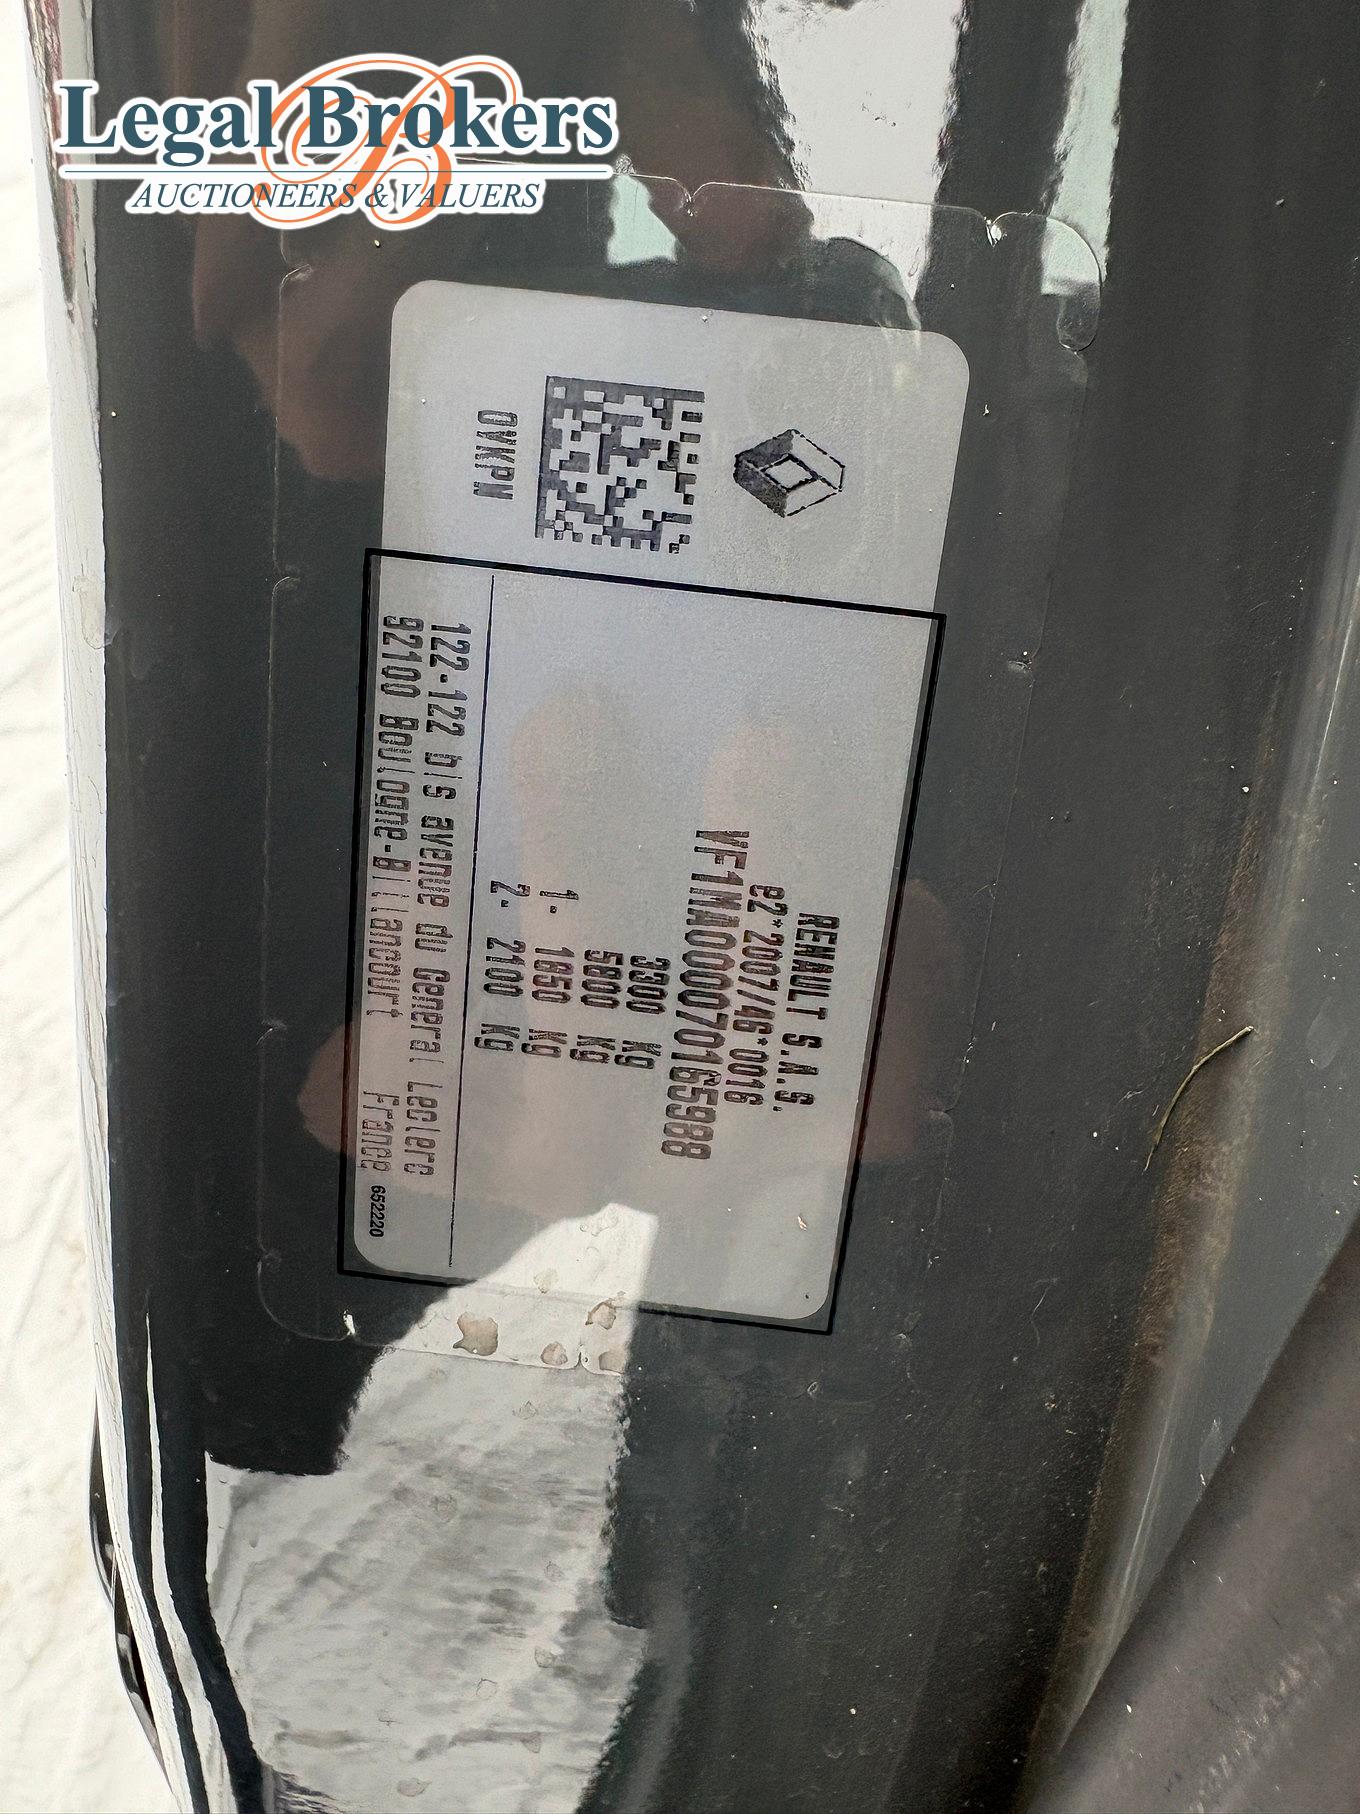 Legal Brokers
AUCTIONEERS & VALUERS
OVKPN
RENAULT S.A.S.
e2*2007/46*0016
VF1MA000070165988
3300 Kg
5800 Kg
1- 1850 Kg
2- 2100 Kg
122-122 bis avenue du General Leclerc
92100 Boulogne-Billancourt France
652220